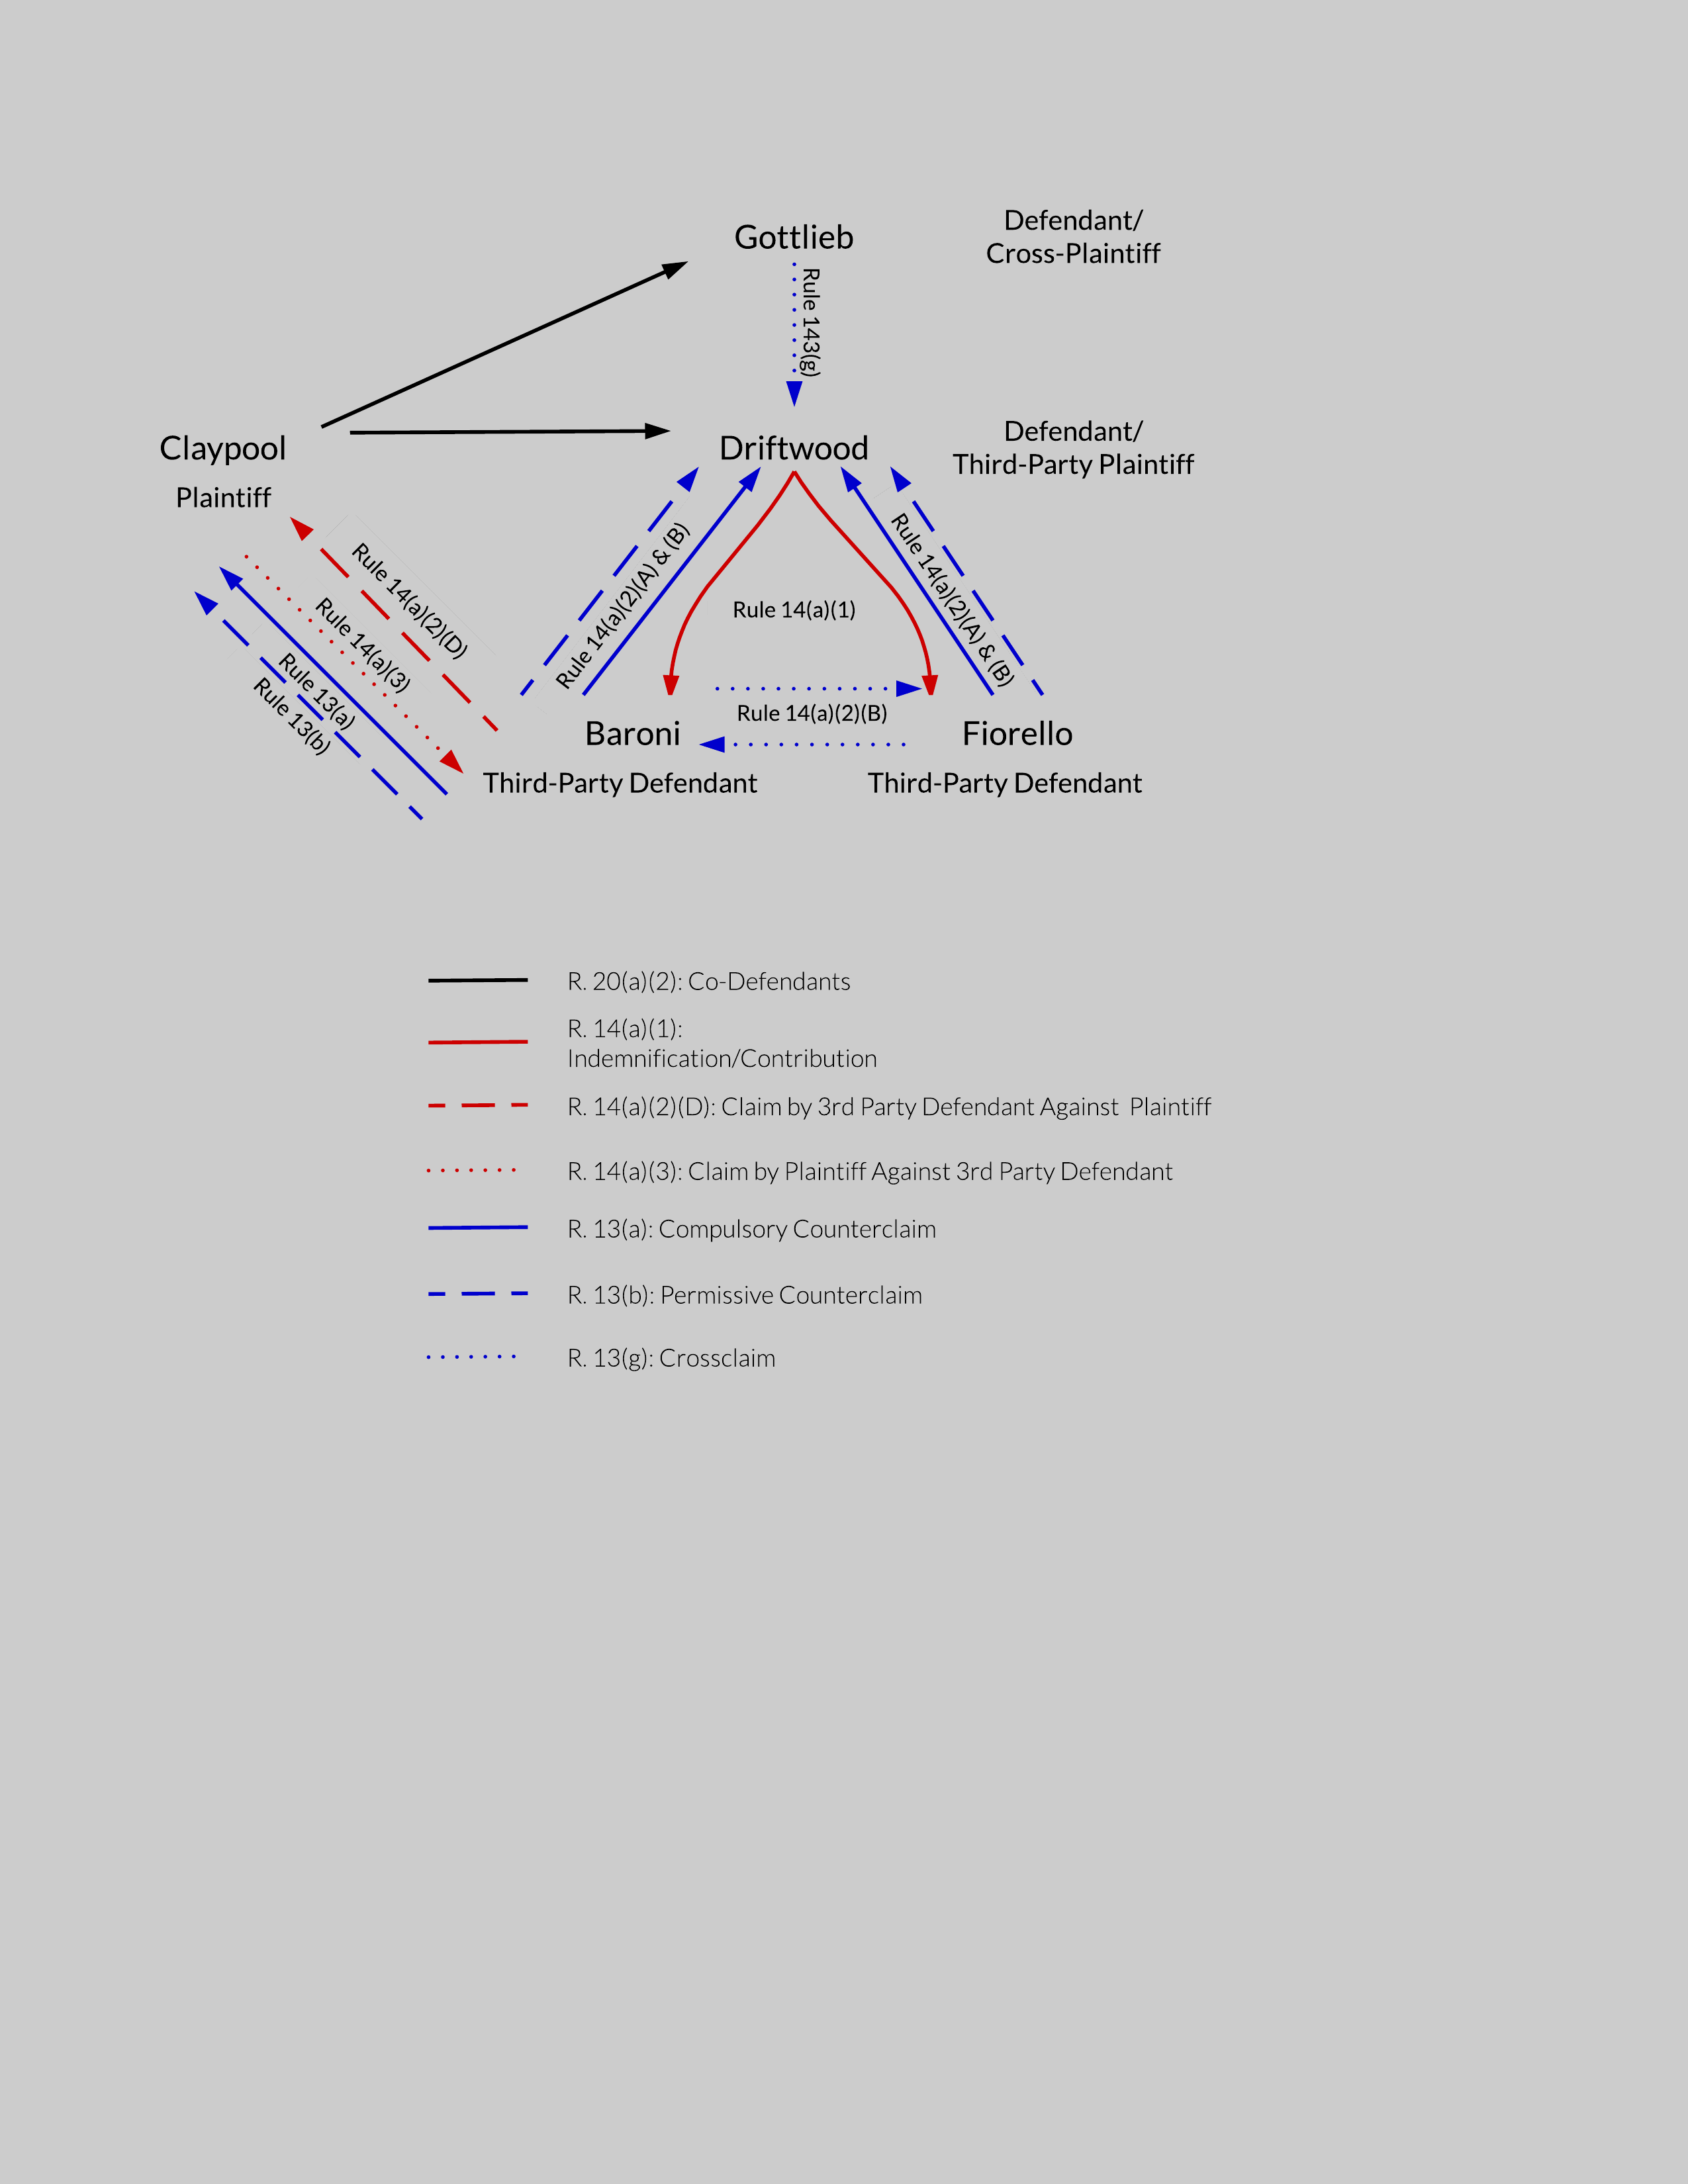 Gottlieb
Defendant/
Cross-Plaintiff
Rule 143(g)
Claypool
Plaintiff
Driftwood
Defendant/
Third-Party Plaintiff
Rule 14(a)(2)(D)
Rule 14(a)(3)
Rule 13(a)
Rule 13(b)
Rule 14(a)(2)(A) & (B)
Rule 14(a)(1)
Rule 14(a)(2)(A) & (B)
Rule 14(a)(2)(B)
Baroni
Third-Party Defendant
Fiorello
Third-Party Defendant
R. 20(a)(2): Co-Defendants
R. 14(a)(1):
Indemnification/Contribution
R. 14(a)(2)(D): Claim by 3rd Party Defendant Against  Plaintiff
R. 14(a)(3): Claim by Plaintiff Against 3rd Party Defendant
R. 13(a): Compulsory Counterclaim
R. 13(b): Permissive Counterclaim
R. 13(g): Crossclaim